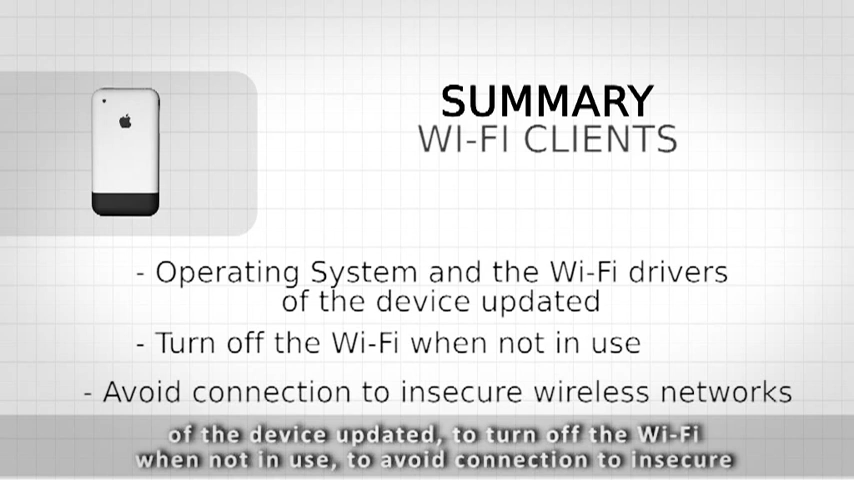 SUMMARY
WI-FI CLIENTS
- Operating System and the Wi-Fi drivers
of the device updated
- Turn off the Wi-Fi when not in use
- Avoid connection to insecure wireless networks
of the device updated, to turn off the Wi-Fi
when not in use, to avoid connection to insecure